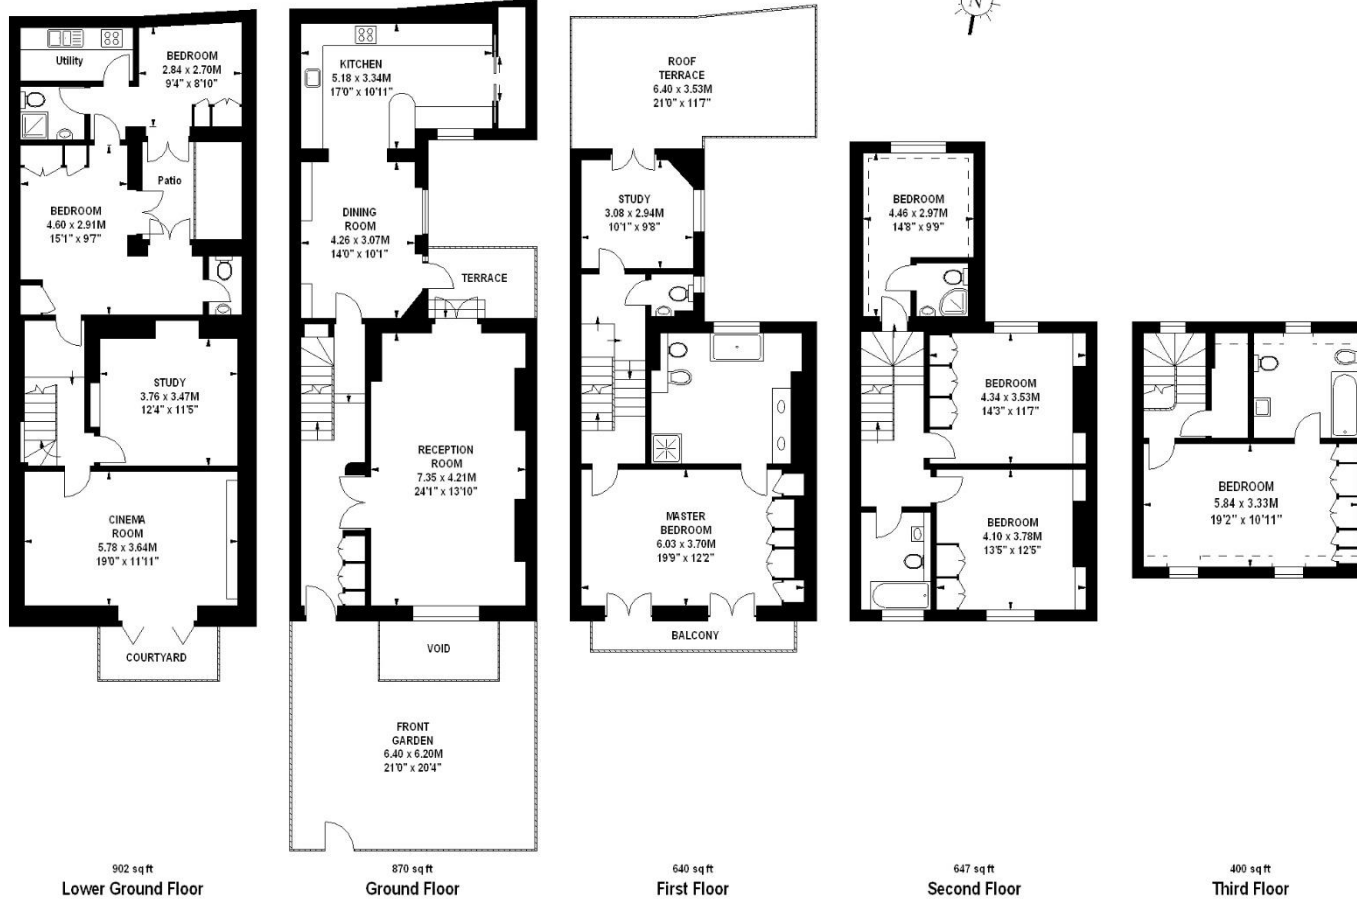 N
Utility
BEDROOM
2.84 x 2.70M
9'4" x 8'10"
Patio
BEDROOM
4.60 x 2.91M
15'1" x 9'7"
STUDY
3.76 x 3.47M
12'4" x 11'5"
CINEMA
ROOM
5.78 x 3.64M
19'0" x 11'11"
COURTYARD
902 sq ft
Lower Ground Floor
KITCHEN
5.18 x 3.34M
17'0" x 10'11"
DINING
ROOM
4.26 x 3.07M
14'0" x 10'1"
TERRACE
RECEPTION
ROOM
7.35 x 4.21M
24'1" x 13'10"
VOID
FRONT
GARDEN
6.40 x 6.20M
21'0" x 20'4"
870 sq ft
Ground Floor
ROOF
TERRACE
6.40 x 3.53M
21'0" x 11'7"
STUDY
3.08 x 2.94M
10'1" x 9'8"
MASTER
BEDROOM
6.03 x 3.70M
19'9" x 12'2"
BALCONY
640 sq ft
First Floor
BEDROOM
4.46 x 2.97M
14'8" x 9'9"
BEDROOM
4.34 x 3.53M
14'3" x 11'7"
BEDROOM
4.10 x 3.78M
13'5" x 12'5"
647 sq ft
Second Floor
BEDROOM
5.84 x 3.33M
19'2" x 10'11"
400 sq ft
Third Floor